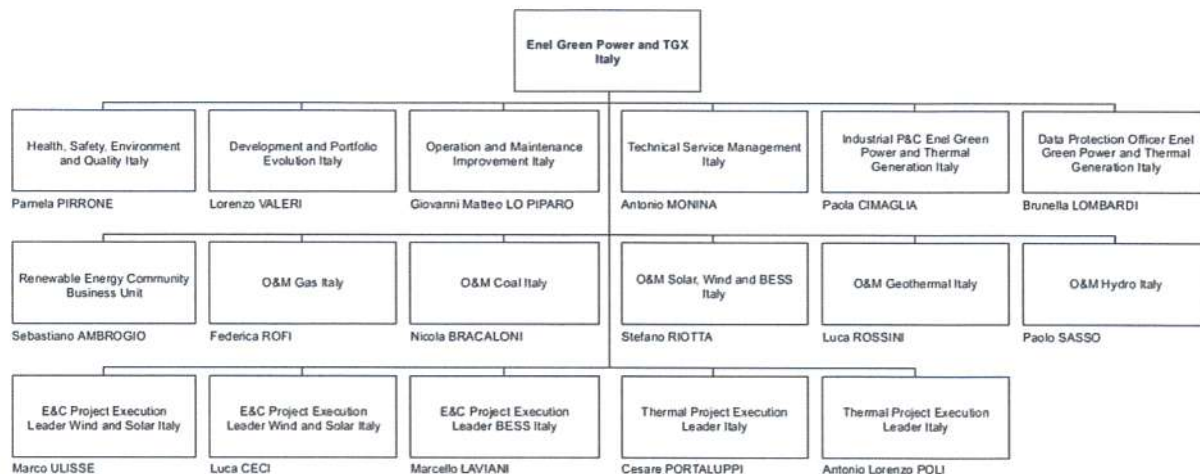 Enel Green Power and TGX
Italy
Health, Safety, Environment
and Quality Italy
Pamela PIRRONE
Development and Portfolio
Evolution Italy
Lorenzo VALERI
Operation and Maintenance
Improvement Italy
Giovanni Matteo LO PIPARO
Technical Service Management
Italy
Antonio MONINA
Industrial P&C Enel Green
Power and Thermal
Generation Italy
Paola CIMAGLIA
Data Protection Officer Enel
Green Power and Thermal
Generation Italy
Brunella LOMBARDI
Renewable Energy Community
Business Unit
Sebastiano AMBROGIO
O&M Gas Italy
Federica ROFI
O&M Coal Italy
Nicola BRACALONI
O&M Solar, Wind and BESS
Italy
Stefano RIOTTA
O&M Geothermal Italy
Luca ROSSINI
O&M Hydro Italy
Paolo SASSO
E&C Project Execution
Leader Wind and Solar Italy
Marco ULISSE
E&C Project Execution
Leader Wind and Solar Italy
Luca CECI
E&C Project Execution
Leader BESS Italy
Marcello LAVIANI
Thermal Project Execution
Leader Italy
Cesare PORTALUPPI
Thermal Project Execution
Leader Italy
Antonio Lorenzo POLI